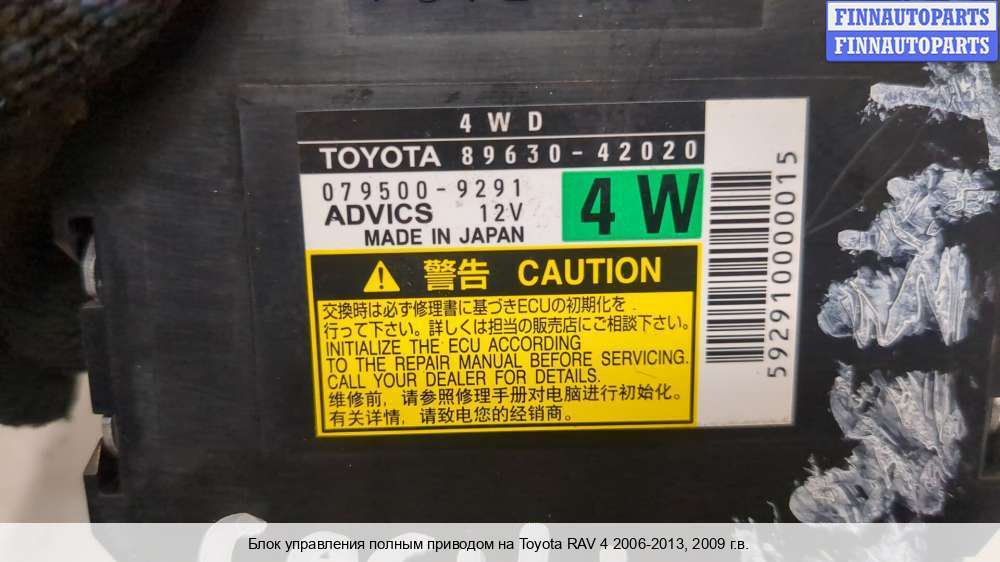 FINNAUTOPARTS
FINNAUTOPARTS
4WD
TOYOTA 89630-42020
079500-9291
ADVICS 12V
MADE IN JAPAN
4W
5929100000015
警告 CAUTION
交換時は必ず修理書に基づきECUの初期化を
行って下さい。詳しくは担当の販売店にご相談下さい。
INITIALIZE THE ECU ACCORDING
TO THE REPAIR MANUAL BEFORE SERVICING.
CALL YOUR DEALER FOR DETAILS.
维修前，请参照修理手册对电脑进行初始化。
有关详情，请致电您的经销商。
Блок управления полным приводом на Toyota RAV 4 2006-2013, 2009 г.в.